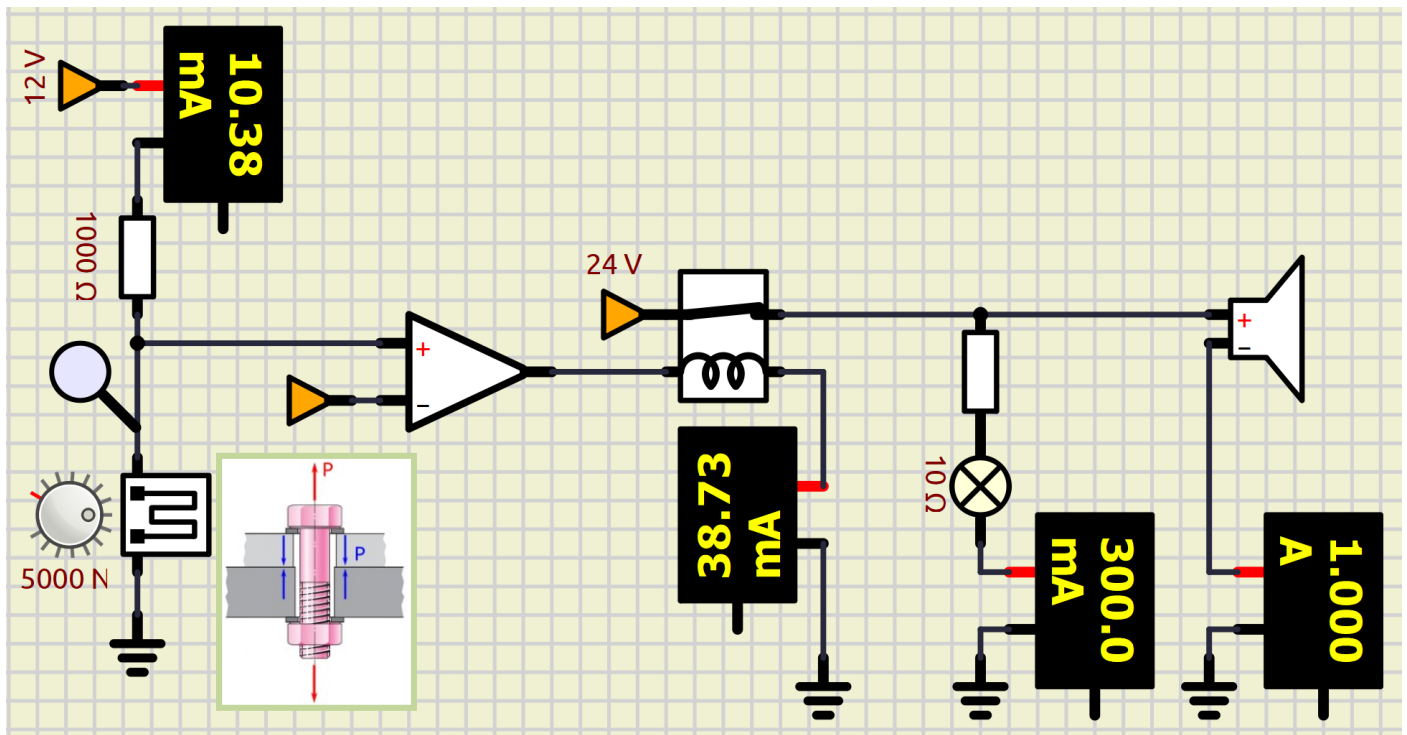 12 V
10.38
mA
1000 Ω
+
−
5000 N
P
P
24 V
38.73
mA
10 Ω
300.0
mA
+
−
1.000
A